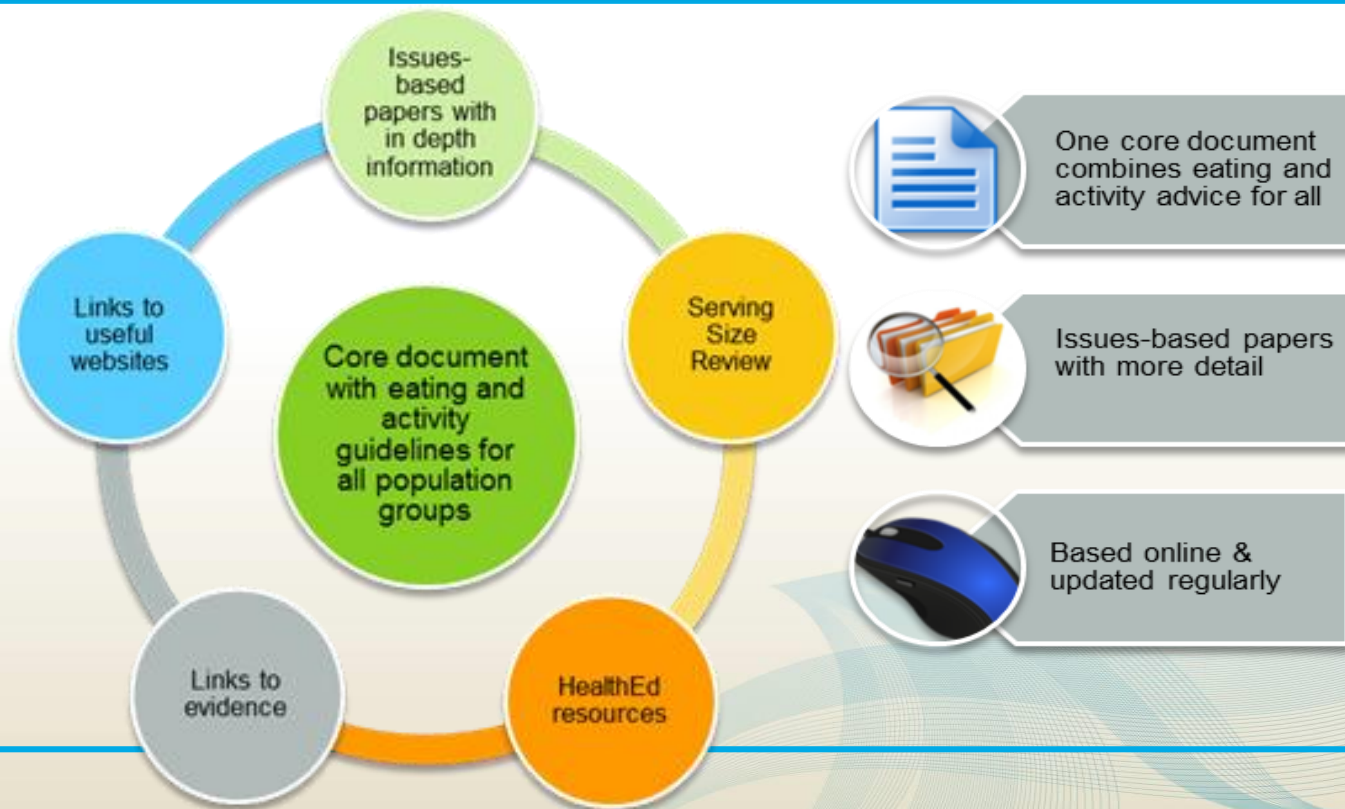 Issues-
based
papers with
in depth
information
Serving
Size
Review
HealthEd
resources
Links to
evidence
Links to
useful
websites
Core document
with eating and
activity
guidelines for
all population
groups
One core document
combines eating and
activity advice for all
Issues-based papers
with more detail
Based online &
updated regularly